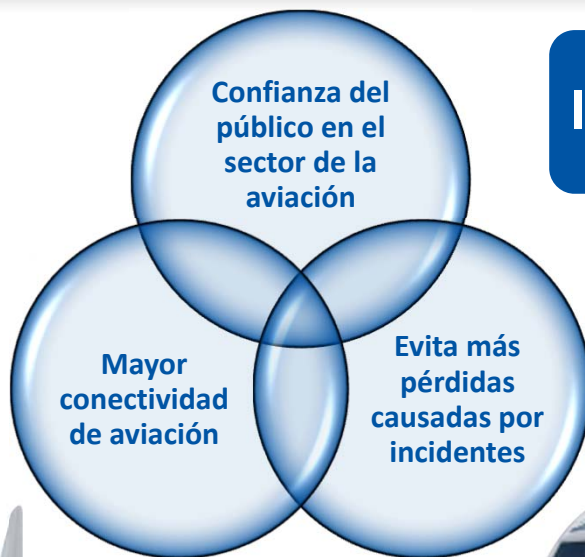 Confianza del
público en el
sector de la
aviación
Mayor
conectividad
de aviación
Evita más
pérdidas
causadas por
incidentes